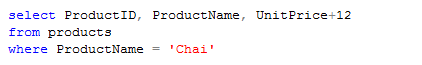 select ProductID, ProductName, UnitPrice+12
from products
where ProductName = 'Chai'